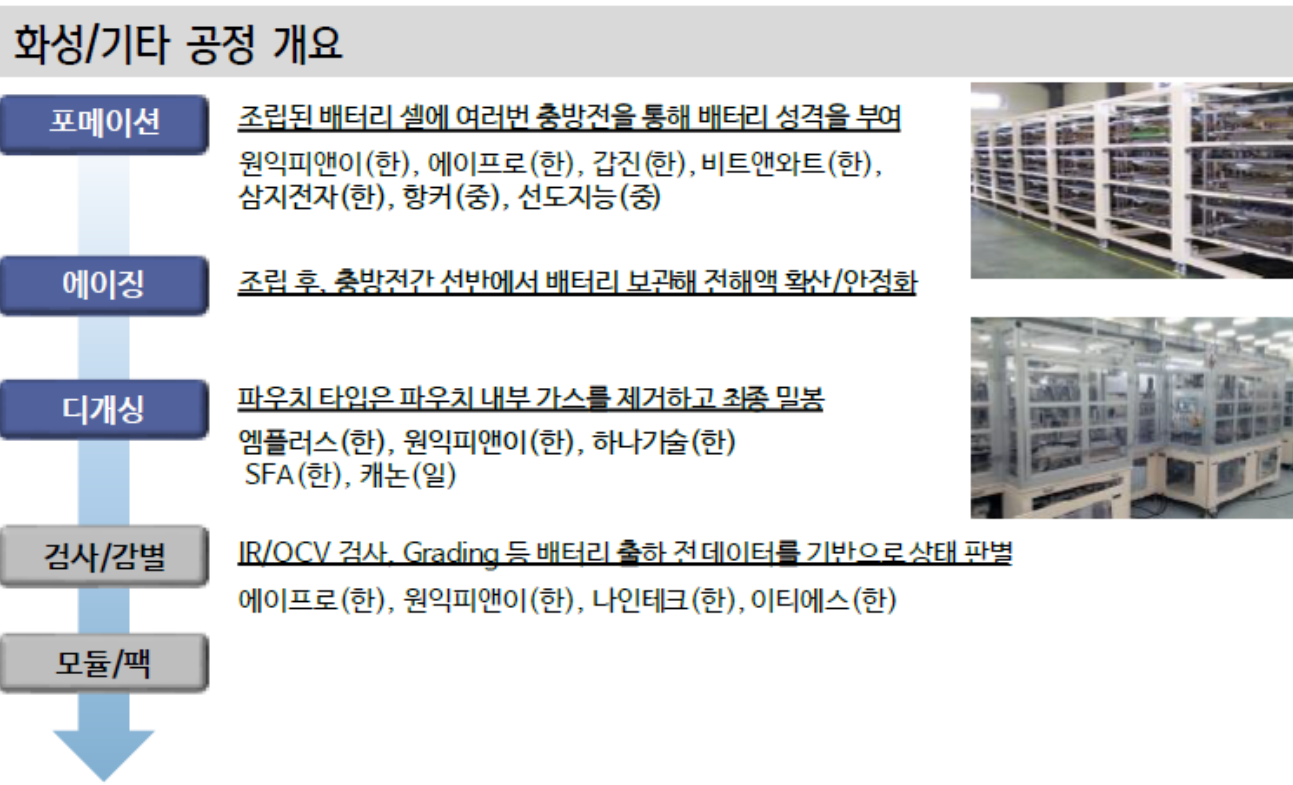 화성/기타 공정 개요
포메이션
조립된 배터리 셀에 여러번 충방전을 통해 배터리 성격을 부여
원익피앤이(한), 에이프로(한), 갑진(한), 비트앤와트(한),
삼지전자(한), 항커(중), 선도지능(중)
에이징
조립 후, 충방전간 선반에서 배터리 보관해 전해액 확산/안정화
디개싱
파우치 타입은 파우치 내부 가스를 제거하고 최종 밀봉
엠플러스(한), 원익피앤이(한), 하나기술(한)
SFA(한), 캐논(일)
검사/감별
IR/OCV 검사, Grading 등 배터리 출하 전 데이터를 기반으로 상태 판별
에이프로(한), 원익피앤이(한), 나인테크(한), 이티에스(한)
모듈/팩